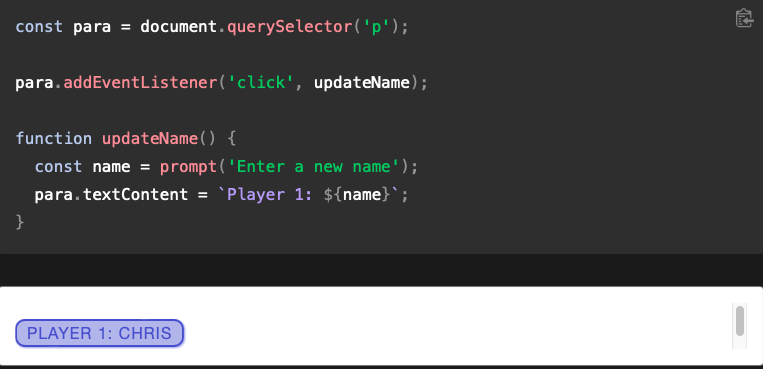 const para = document.querySelector('p');
para.addEventListener('click', updateName);
function updateName() {
  const name = prompt('Enter a new name');
  para.textContent = `Player 1: ${name}`;
}
PLAYER 1: CHRIS